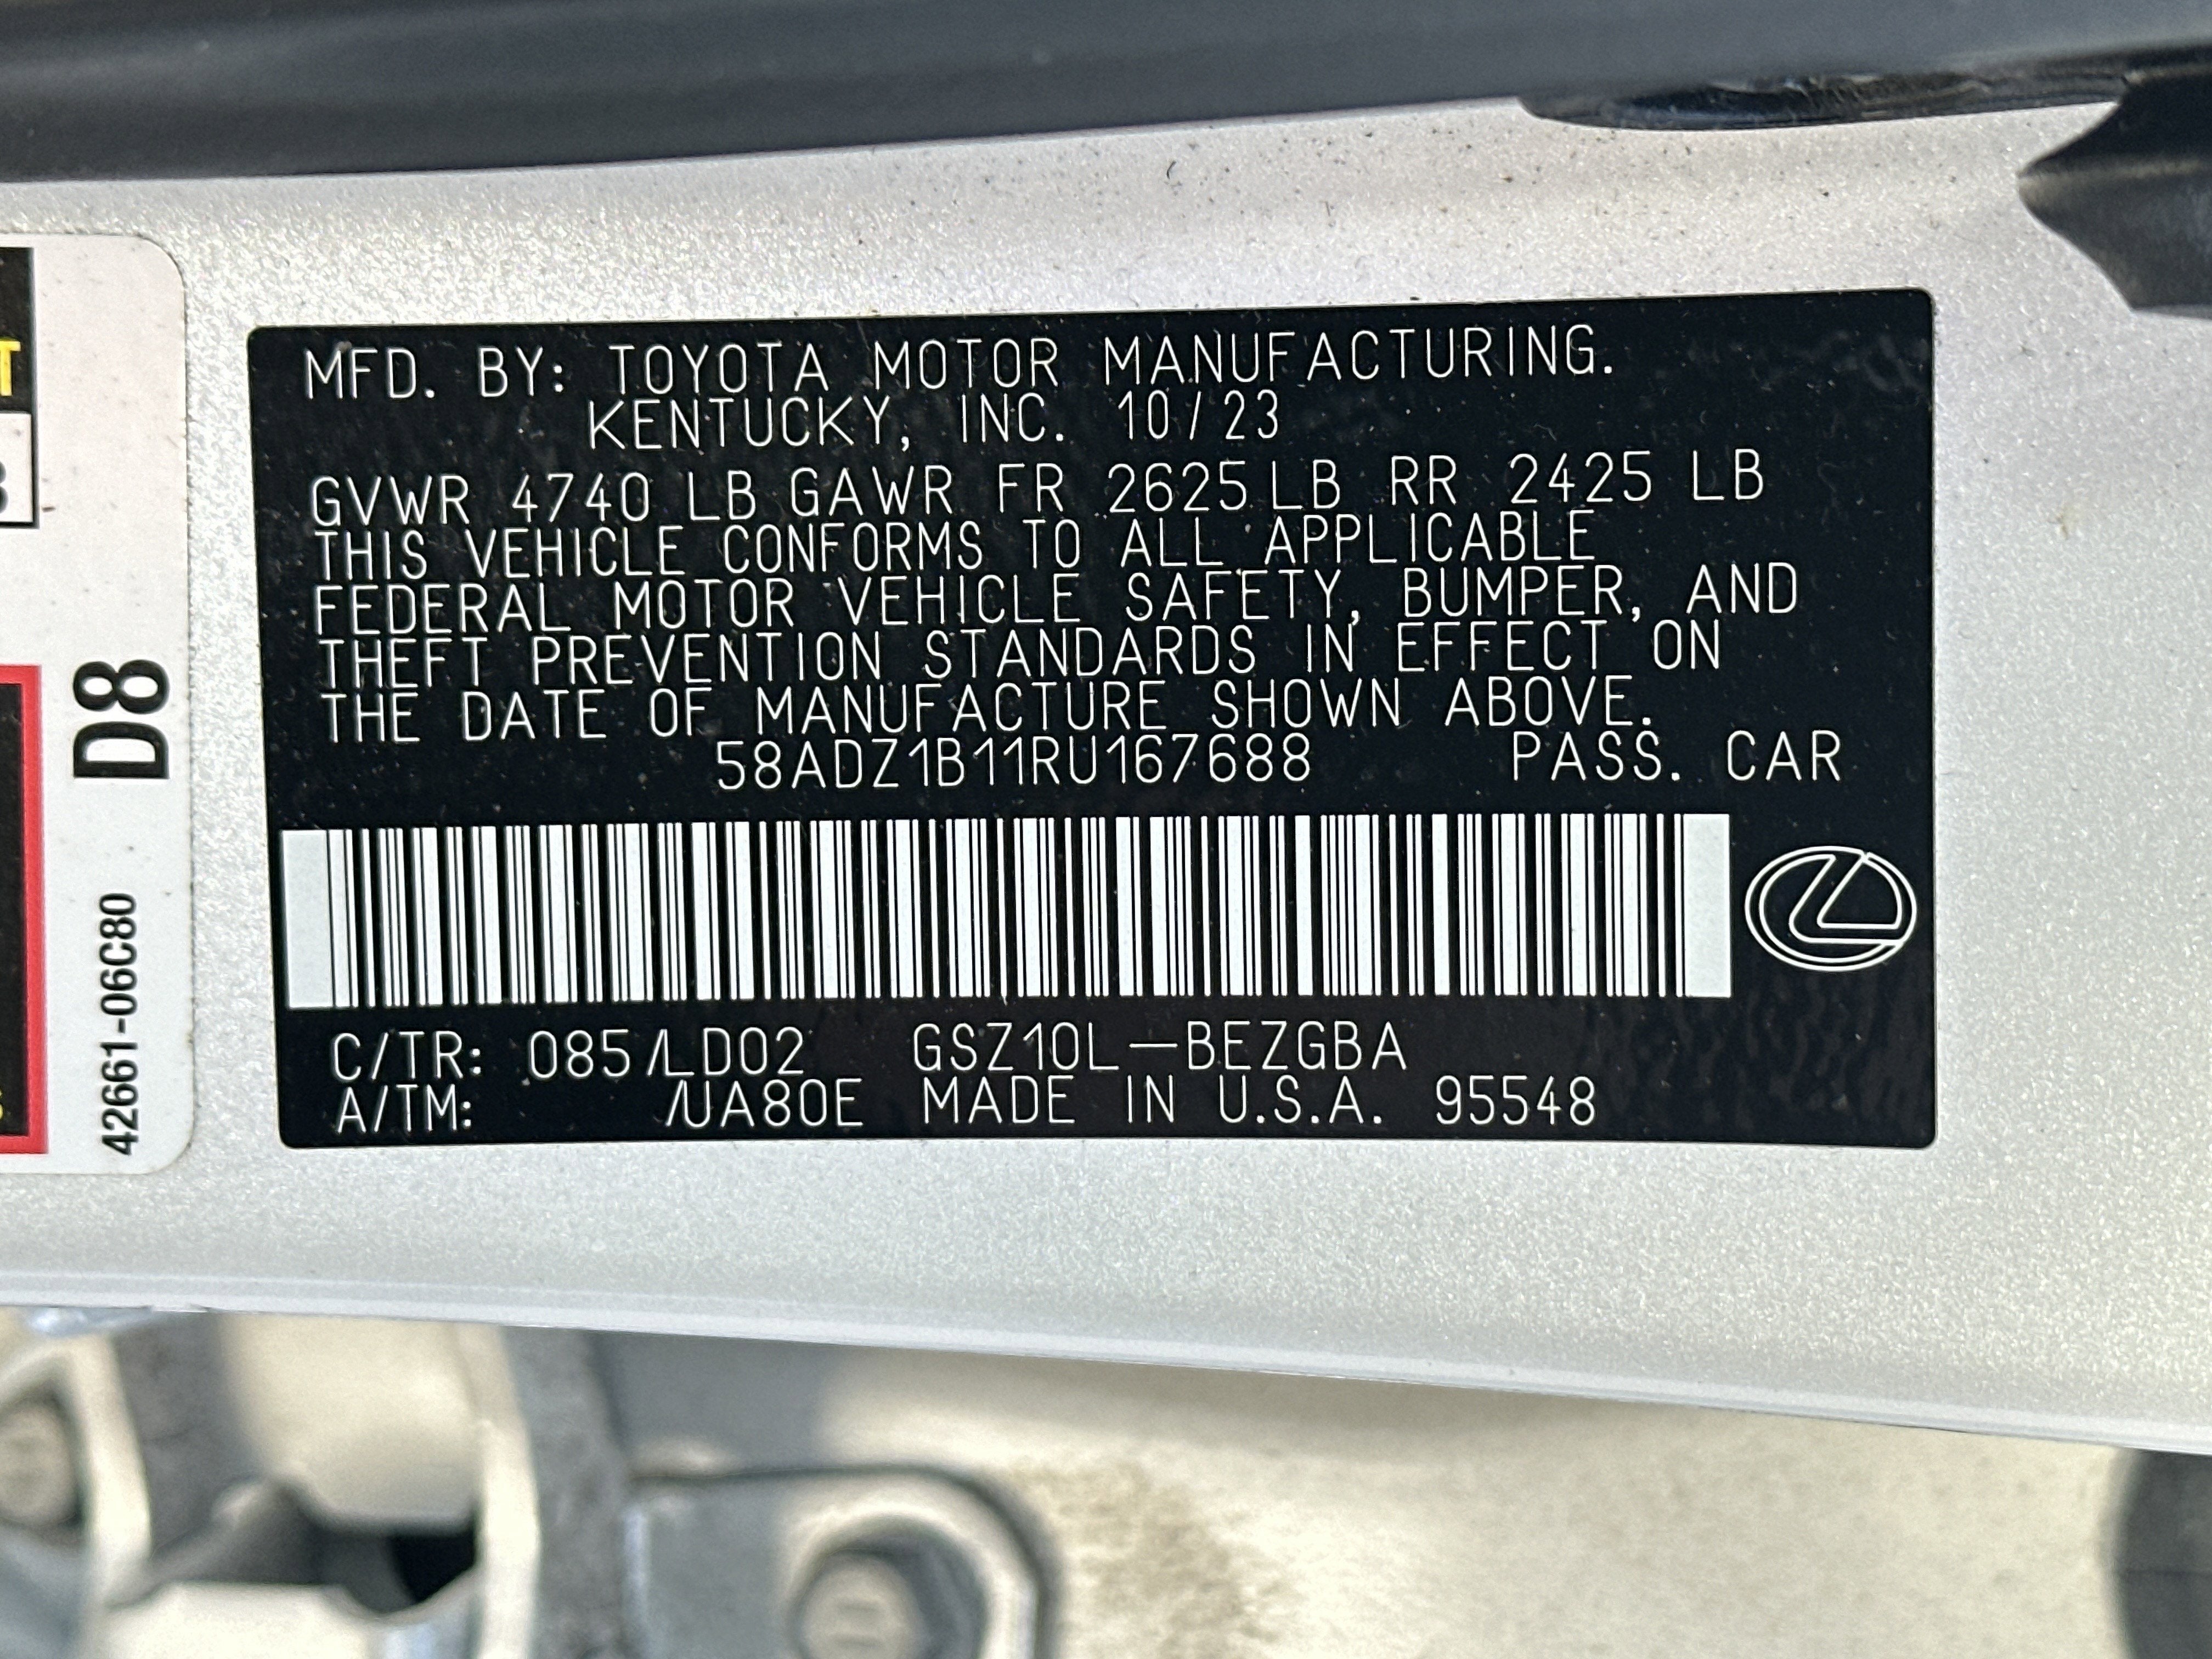 MFD. BY: TOYOTA MOTOR MANUFACTURING.
KENTUCKY, INC. 10/23
GVWR 4740 LB GAWR FR 2625 LB RR 2425 LB
THIS VEHICLE CONFORMS TO ALL APPLICABLE
FEDERAL MOTOR VEHICLE SAFETY, BUMPER, AND
THEFT PREVENTION STANDARDS IN EFFECT ON
THE DATE OF MANUFACTURE SHOWN ABOVE.
58ADZ1B11RU167688 PASS. CAR
C/TR: 085/LD02 GSZ10L-BEZGBA
A/TM: /UA80E MADE IN U.S.A. 95548
D8
42661-06C80